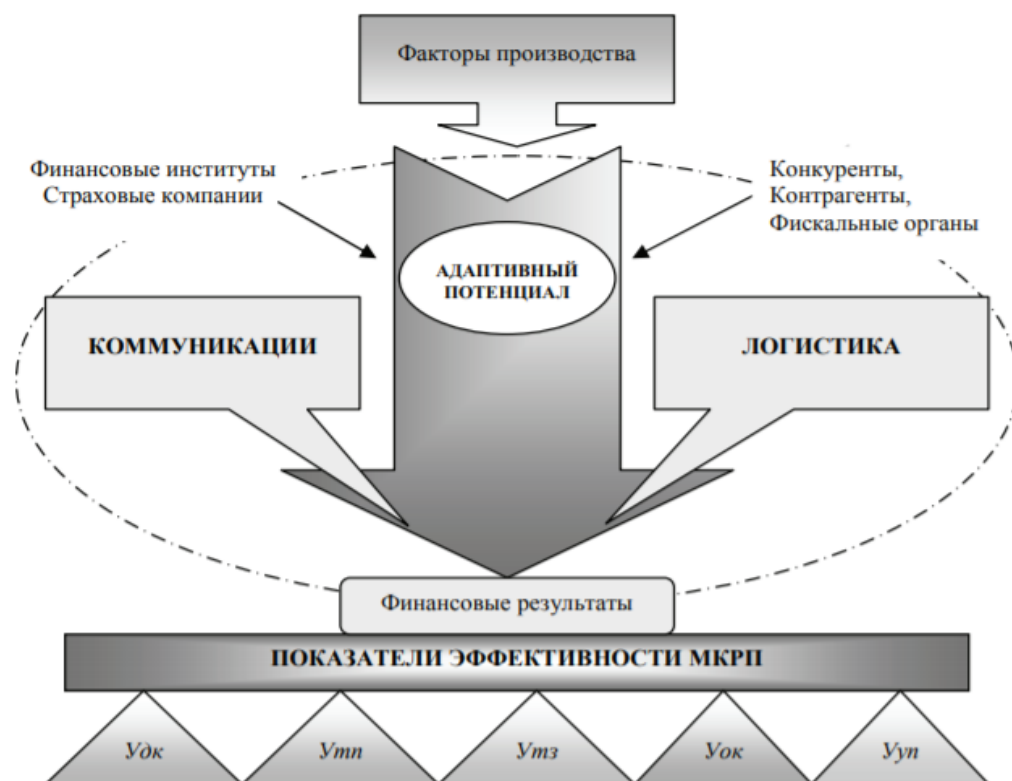 Факторы производства
Финансовые институты
Страховые компании
Конкуренты,
Контрагенты,
Фискальные органы
АДАПТИВНЫЙ
ПОТЕНЦИАЛ
КОММУНИКАЦИИ
ЛОГИСТИКА
Финансовые результаты
ПОКАЗАТЕЛИ ЭФФЕКТИВНОСТИ МКРП
Удк
Утп
Утз
Уок
Ууп